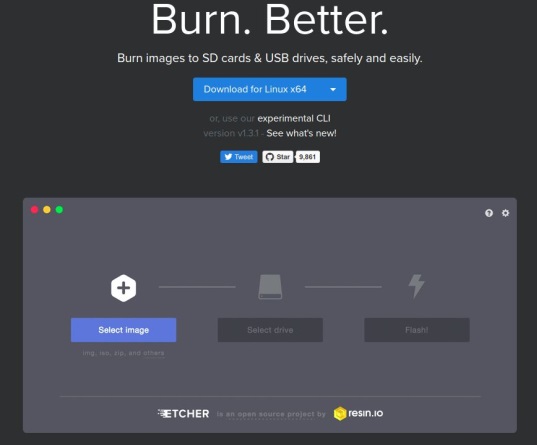 Burn. Better.
Burn images to SD cards & USB drives, safely and easily.
Download for Linux x64
or, use our experimental CLI
version v1.3.1 - See what's new!
Tweet Star 9,861
Select image Select drive Flash!
img, iso, zip, and others
ETCHER is an open source project by resin.io